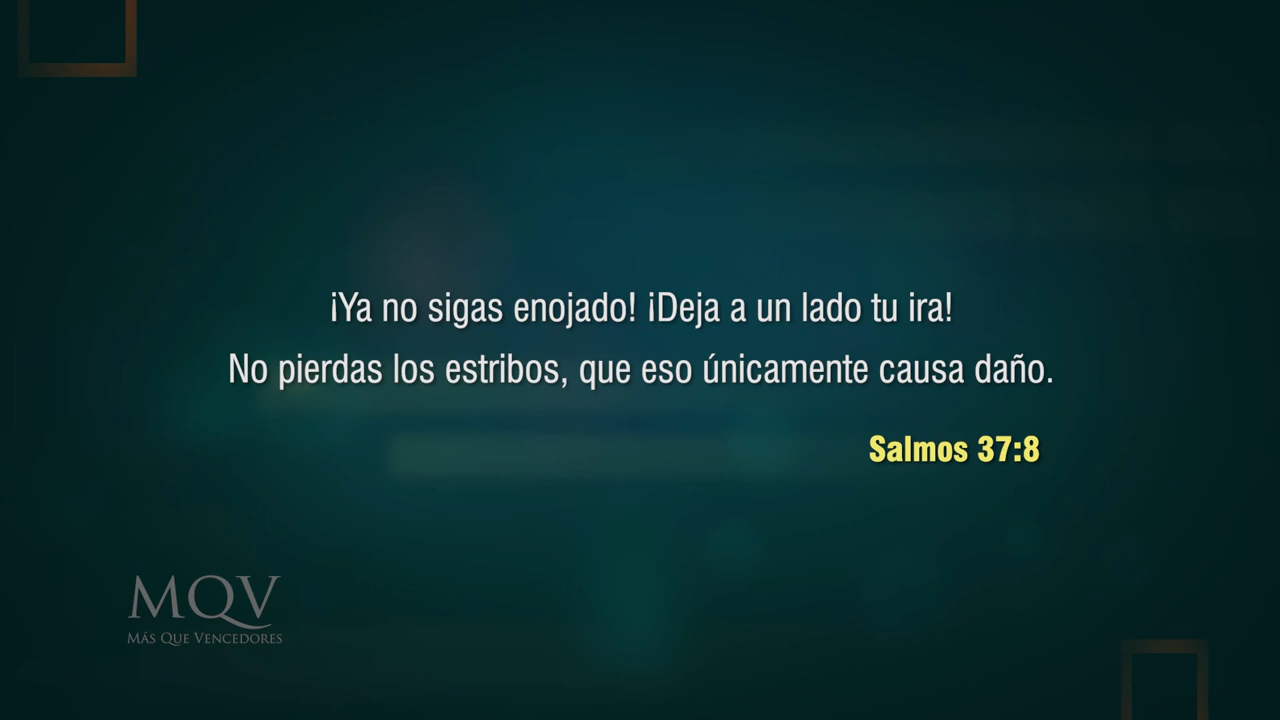 ¡Ya no sigas enojado! ¡Deja a un lado tu ira!
No pierdas los estribos, que eso únicamente causa daño.
Salmos 37:8
MQV
MÁS QUE VENCEDORES